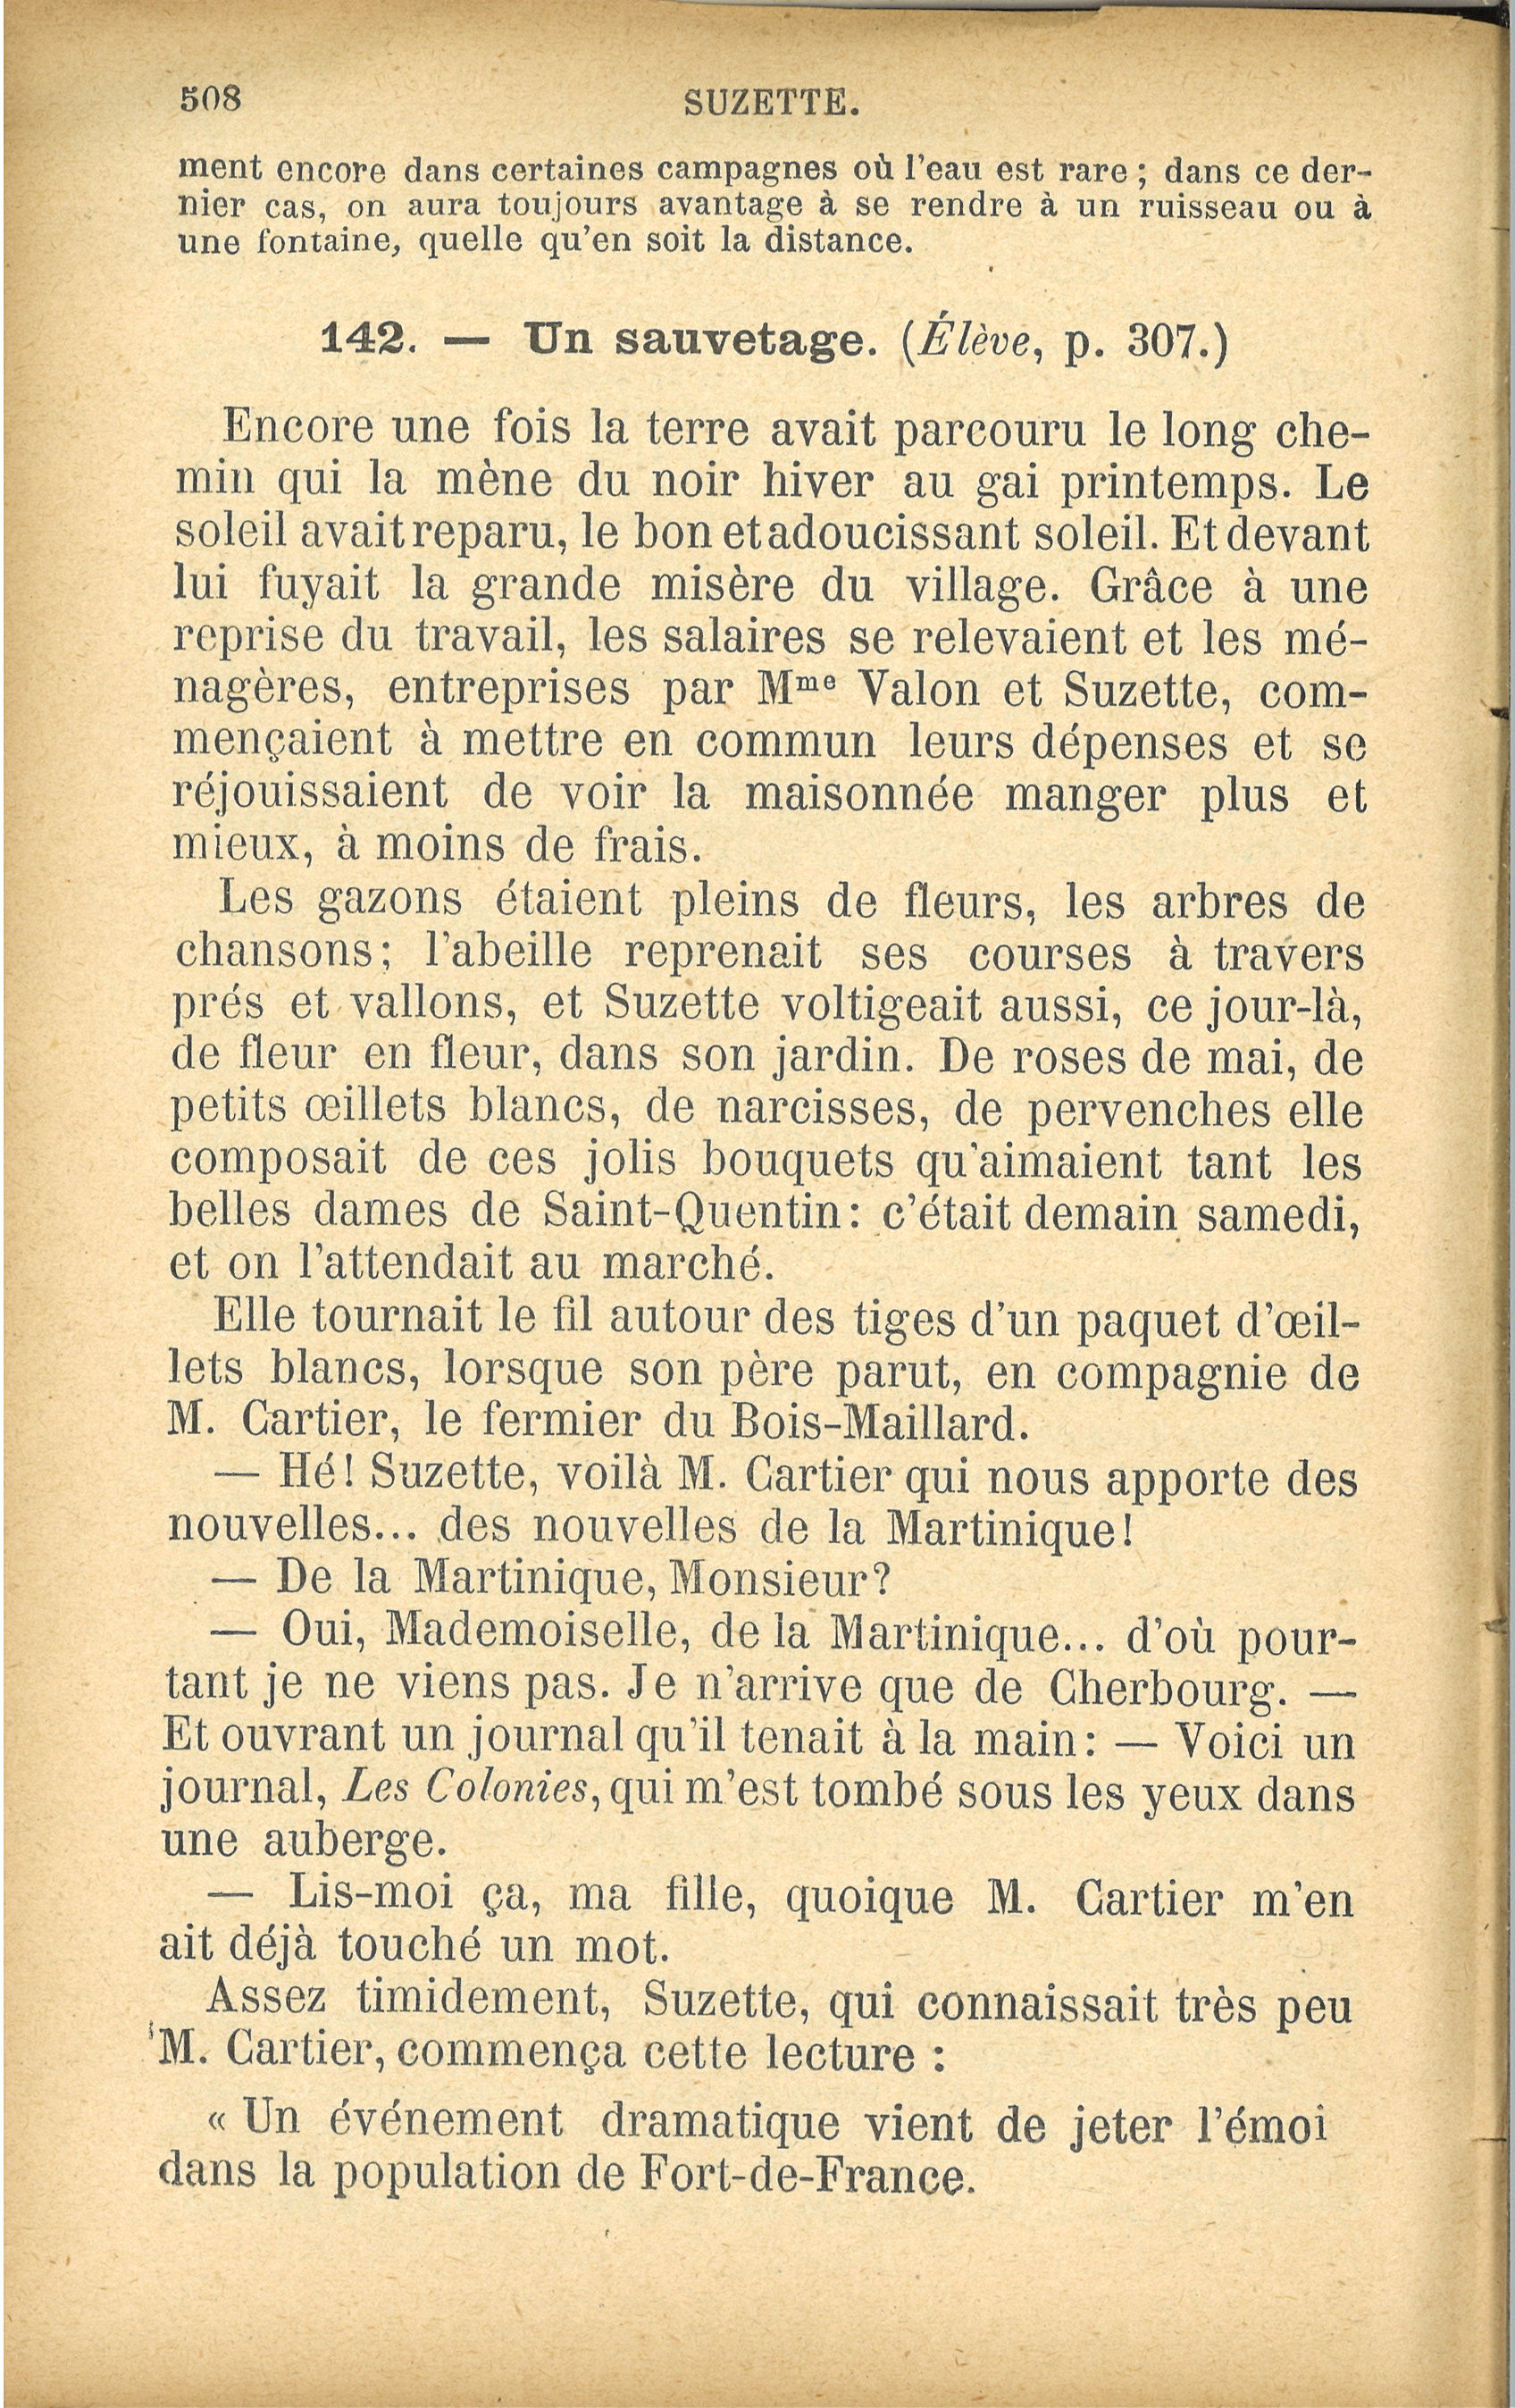 508 SUZETTE.
ment encore dans certaines campagnes où l'eau est rare ; dans ce der-
nier cas, on aura toujours avantage à se rendre à un ruisseau ou à
une fontaine, quelle qu'en soit la distance.
142. — Un sauvetage. (Élève, p. 307.)
Encore une fois la terre avait parcouru le long che-
min qui la mène du noir hiver au gai printemps. Le
soleil avait reparu, le bon et adoucissant soleil. Et devant
lui fuyait la grande misère du village. Grâce à une
reprise du travail, les salaires se relevaient et les mé-
nagères, entreprises par Mme Valon et Suzette, com-
mençaient à mettre en commun leurs dépenses et se
réjouissaient de voir la maisonnée manger plus et
mieux, à moins de frais.
Les gazons étaient pleins de fleurs, les arbres de
chansons; l'abeille reprenait ses courses à travers
prés et vallons, et Suzette voltigeait aussi, ce jour-là,
de fleur en fleur, dans son jardin. De roses de mai, de
petits œillets blancs, de narcisses, de pervenches elle
composait de ces jolis bouquets qu'aimaient tant les
belles dames de Saint-Quentin: c'était demain samedi,
et on l'attendait au marché.
Elle tournait le fil autour des tiges d'un paquet d'œil-
lets blancs, lorsque son père parut, en compagnie de
M. Cartier, le fermier du Bois-Maillard.
— Hé! Suzette, voilà M. Cartier qui nous apporte des
nouvelles... des nouvelles de la Martinique!
— De la Martinique, Monsieur?
— Oui, Mademoiselle, de la Martinique... d'où pour-
tant je ne viens pas. Je n'arrive que de Cherbourg. —
Et ouvrant un journal qu'il tenait à la main: — Voici un
journal, Les Colonies, qui m'est tombé sous les yeux dans
une auberge.
— Lis-moi ça, ma fille, quoique M. Cartier m'en
ait déjà touché un mot.
Assez timidement, Suzette, qui connaissait très peu
M. Cartier, commença cette lecture :
« Un événement dramatique vient de jeter l'émoi
dans la population de Fort-de-France.